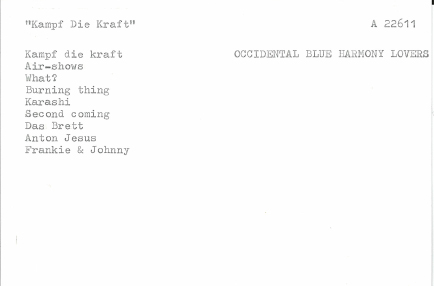 "Kampf Die Kraft" A 22611
Kampf die kraft OCCIDENTAL BLUE HARMONY LOVERS
Air-shows
What?
Burning thing
Karashi
Second coming
Das Brett
Anton Jesus
Frankie & Johnny